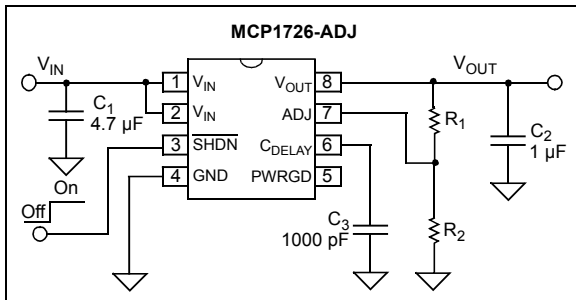 MCP1726-ADJ
VIN
VOUT
1 VIN VOUT 8
2 VIN ADJ 7
3 SHDN CDELAY 6
4 GND PWRGD 5
C1
4.7 µF
R1
C2
1 µF
On
Off
C3
1000 pF
R2